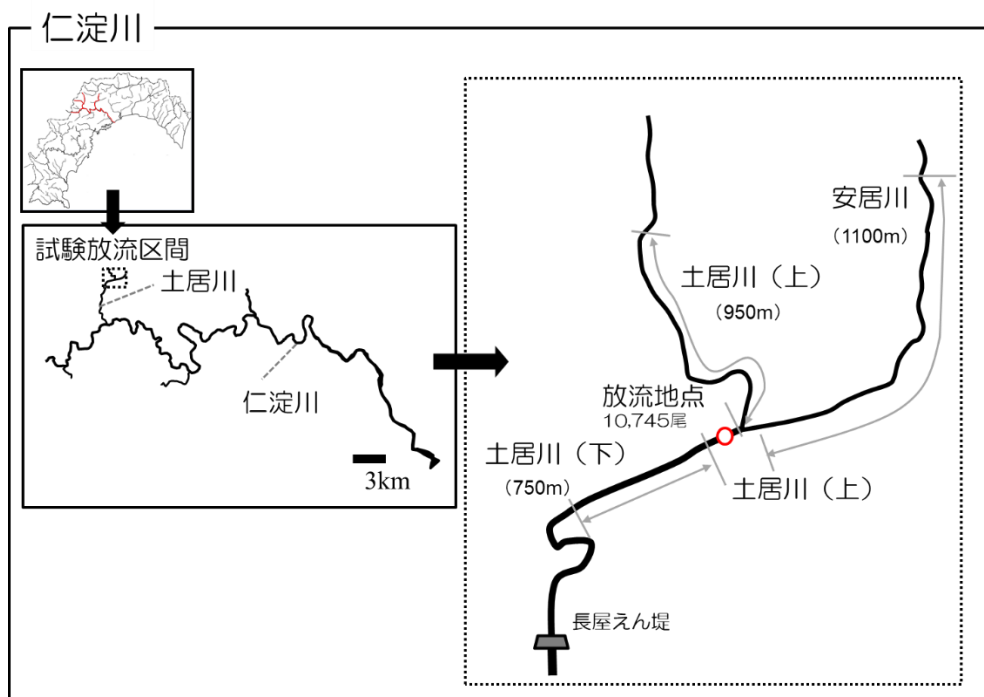 仁淀川
試験放流区間
土居川
仁淀川
3km
安居川
(1100m)
土居川（上）
(950m)
放流地点
10,745尾
土居川（下）
(750m)
土居川（上）
長屋えん堤